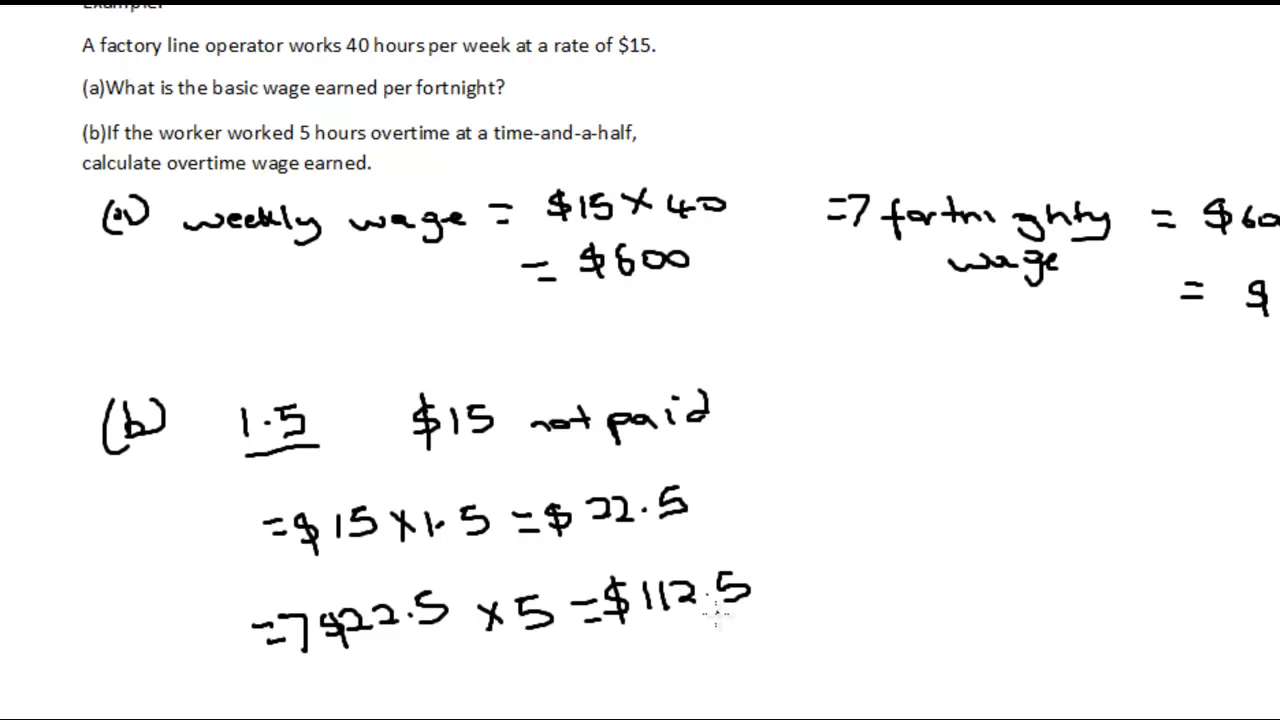 Example:
A factory line operator works 40 hours per week at a rate of $15.
(a)What is the basic wage earned per fortnight?
(b)If the worker worked 5 hours overtime at a time-and-a-half,
calculate overtime wage earned.
(a) weekly wage = $15 × 40 => fortnighty = $60
= $600 wage
= $
(b) 1.5 $15 not paid
= $15 × 1.5 = $22.5
=> $22.5 × 5 = $112.5